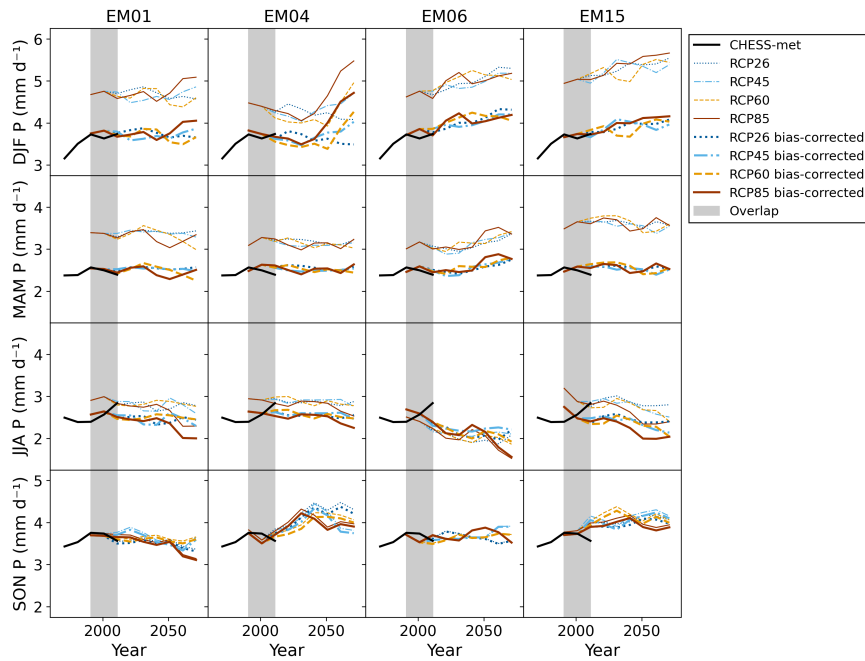 EM01 EM04 EM06 EM15
DJF P (mm d⁻¹)
6
5
4
3
MAM P (mm d⁻¹)
4
3
2
JJA P (mm d⁻¹)
4
3
2
SON P (mm d⁻¹)
5
4
3
2
2000 2050 2000 2050 2000 2050 2000 2050
Year Year Year Year
CHESS-met
RCP26
RCP45
RCP60
RCP85
RCP26 bias-corrected
RCP45 bias-corrected
RCP60 bias-corrected
RCP85 bias-corrected
Overlap